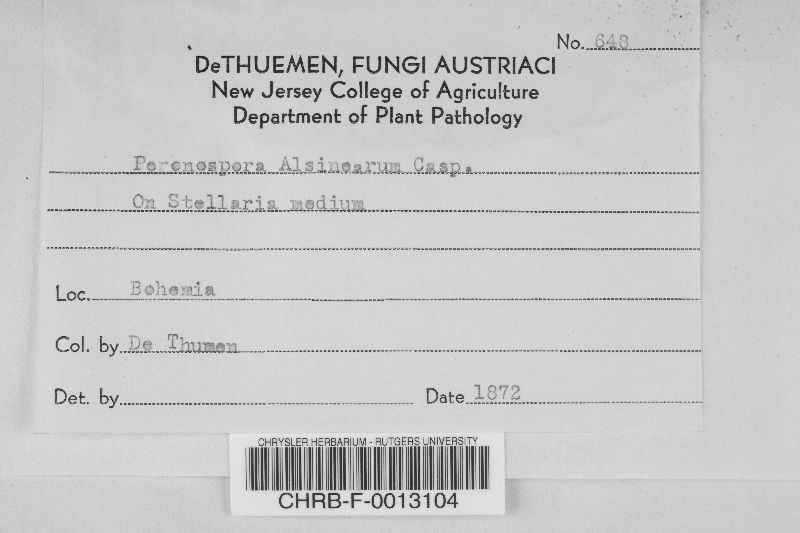 No. 648
DeTHUEMEN, FUNGI AUSTRIACI
New Jersey College of Agriculture
Department of Plant Pathology
Peronospora Alsinearum Casp.
On Stellaria medium
Loc. Bohemia
Col. by De Thumen
Det. by
Date 1872
CHRYSLER HERBARIUM - RUTGERS UNIVERSITY
CHRB-F-0013104